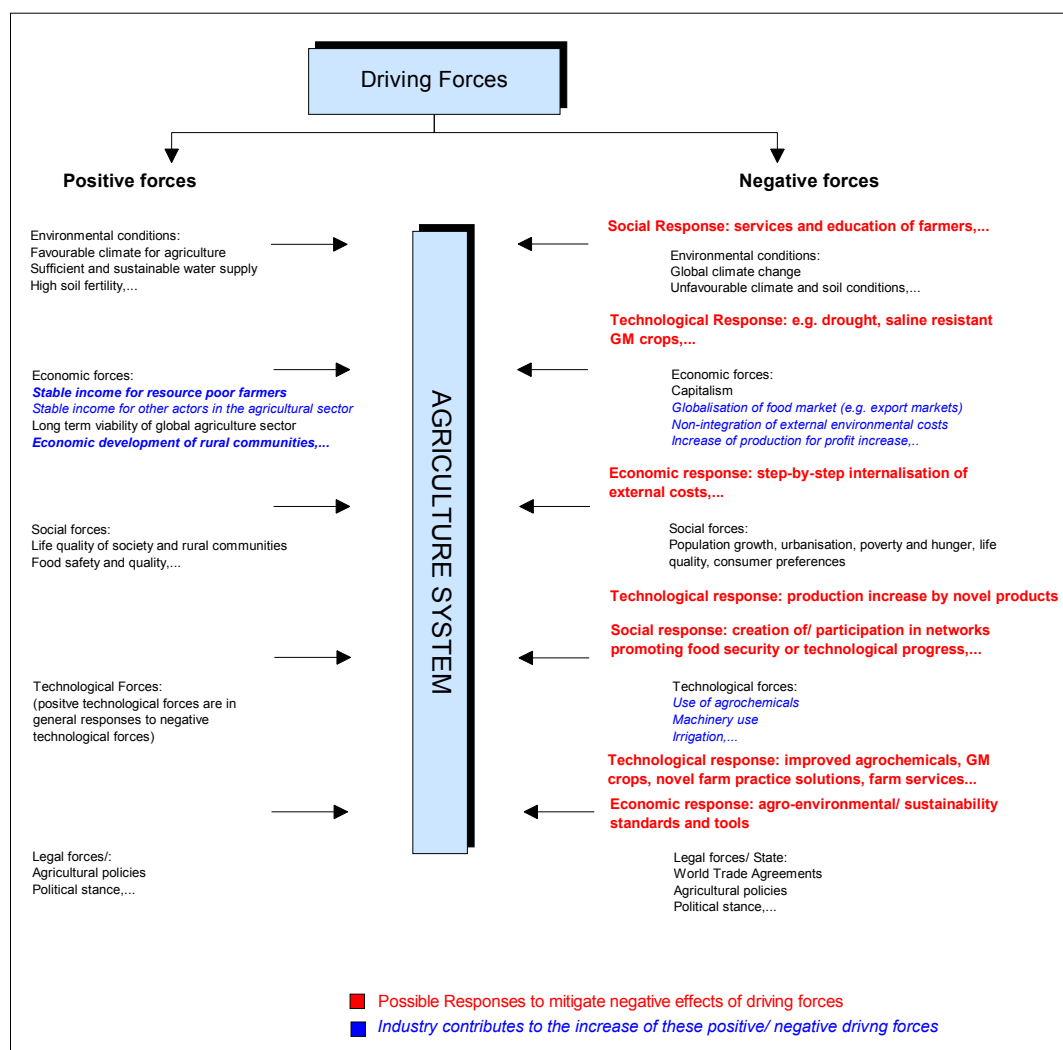 Driving Forces
Positive forces
Negative forces
Environmental conditions:
Favourable climate for agriculture
Sufficient and sustainable water supply
High soil fertility,...
Economic forces:
Stable income for resource poor farmers
Stable income for other actors in the agricultural sector
Long term viability of global agriculture sector
Economic development of rural communities,...
Social forces:
Life quality of society and rural communities
Food safety and quality,...
Technological Forces:
(positve technological forces are in
general responses to negative
technological forces)
Legal forces/:
Agricultural policies
Political stance,...
AGRICULTURE SYSTEM
Social Response: services and education of farmers,...
Environmental conditions:
Global climate change
Unfavourable climate and soil conditions,...
Technological Response: e.g. drought, saline resistant
GM crops,...
Economic forces:
Capitalism
Globalisation of food market (e.g. export markets)
Non-integration of external environmental costs
Increase of production for profit increase,..
Economic response: step-by-step internalisation of
external costs,...
Social forces:
Population growth, urbanisation, poverty and hunger, life
quality, consumer preferences
Technological response: production increase by novel products
Social response: creation of/ participation in networks
promoting food security or technological progress,...
Technological forces:
Use of agrochemicals
Machinery use
Irrigation,...
Technological response: improved agrochemicals, GM
crops, novel farm practice solutions, farm services...
Economic response: agro-environmental/ sustainability
standards and tools
Legal forces/ State:
World Trade Agreements
Agricultural policies
Political stance,...
Possible Responses to mitigate negative effects of driving forces
Industry contributes to the increase of these positive/ negative drivng forces